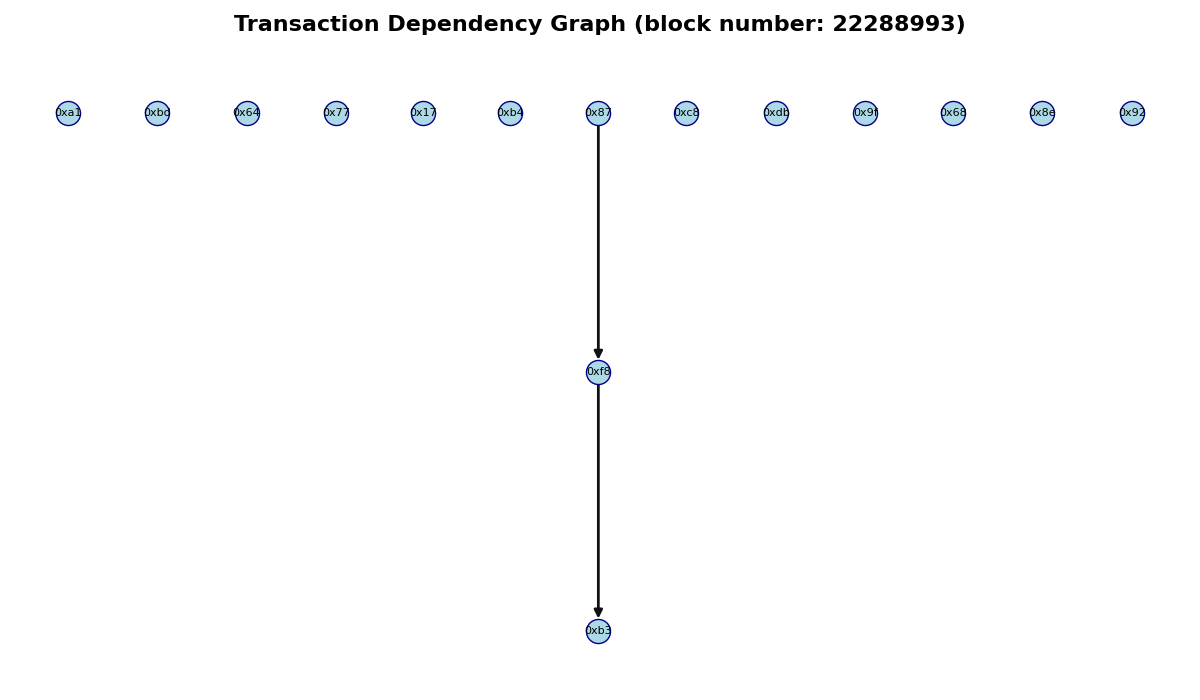 Transaction Dependency Graph (block number: 22288993)
0xa1 0xbd 0x64 0x77 0x17 0xb4 0x87 0xc8 0xdb 0x9f 0x68 0x8e 0x92
0xf8
0xb3